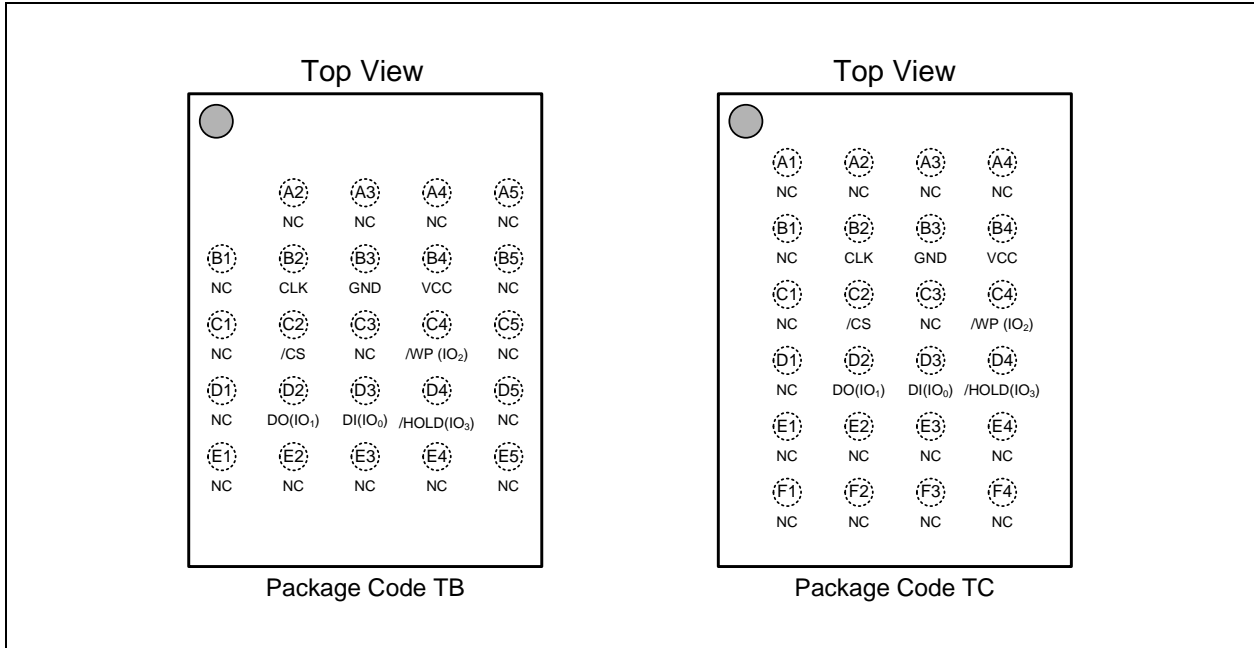 Top View
A2 A3 A4 A5
NC NC NC NC
B1 B2 B3 B4 B5
NC CLK GND VCC NC
C1 C2 C3 C4 C5
NC /CS NC /WP (IO₂) NC
D1 D2 D3 D4 D5
NC DO(IO₁) DI(IO₀) /HOLD(IO₃) NC
E1 E2 E3 E4 E5
NC NC NC NC NC
Package Code TB
Top View
A1 A2 A3 A4
NC NC NC NC
B1 B2 B3 B4
NC CLK GND VCC
C1 C2 C3 C4
NC /CS NC /WP (IO₂)
D1 D2 D3 D4
NC DO(IO₁) DI(IO₀) /HOLD(IO₃)
E1 E2 E3 E4
NC NC NC NC
F1 F2 F3 F4
NC NC NC NC
Package Code TC